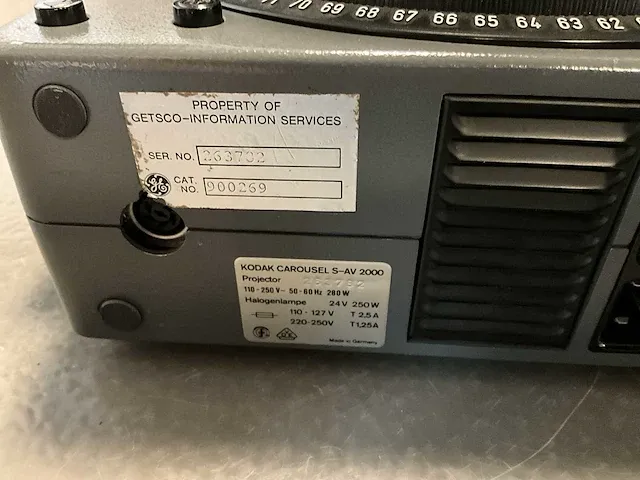 71 70 69 68 67 66 65 64 63 62
PROPERTY OF
GETSCO-INFORMATION SERVICES
SER. NO. 263702
CAT. NO. 900269
KODAK CAROUSEL S-AV 2000
Projector 263702
110-250 V~ 50-60 Hz 280 W
Halogenlampe 24 V 250 W
110 - 127 V T 2,5 A
220-250V T1,25A
Made in Germany